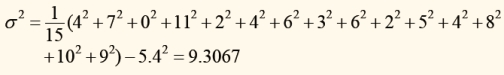 σ² = 1/15 (4² + 7² + 0² + 11² + 2² + 4² + 6² + 3² + 6² + 2² + 5² + 4² + 8²
+10² + 9²) − 5.4² = 9.3067